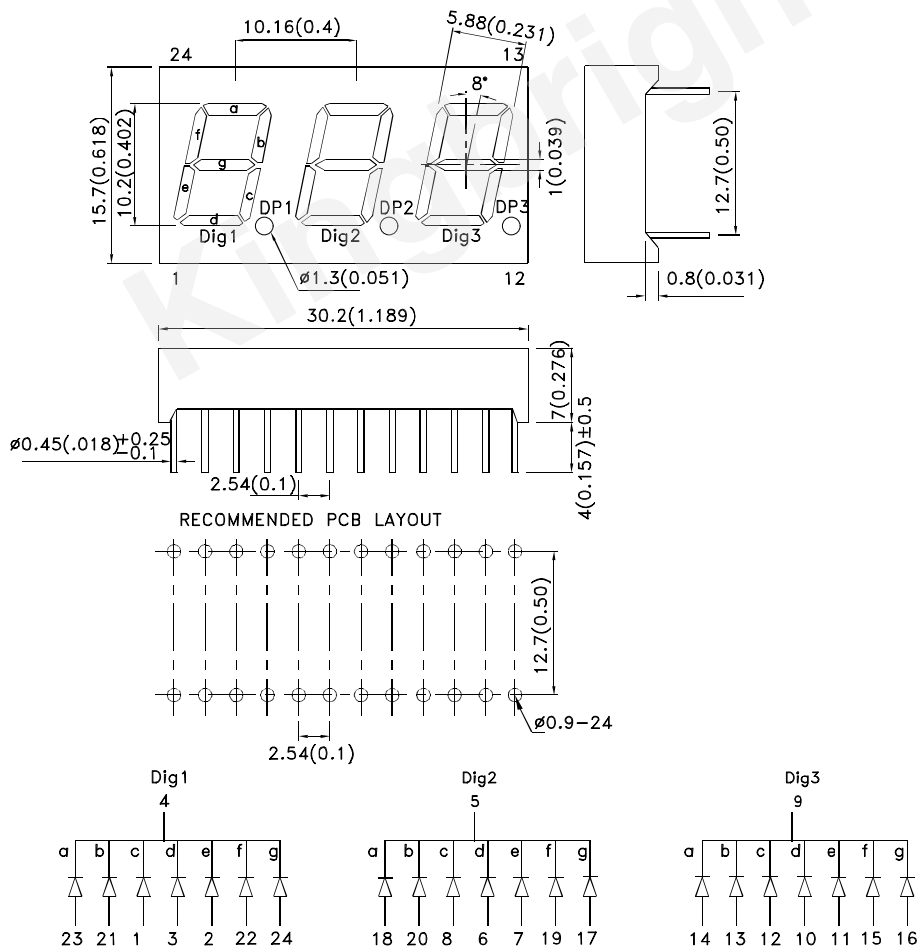 10.16(0.4)
5.88(0.231)
24
13
8°
a
f
b
g
e
c
d
DP1
DP2
DP3
Dig1
Dig2
Dig3
15.7(0.618)
10.2(0.402)
1(0.039)
12.7(0.50)
1
ø1.3(0.051)
12
0.8(0.031)
30.2(1.189)
Kingbright
7(0.276)
ø0.45(.018)+0.25
-0.1
4(0.157)±0.5
2.54(0.1)
RECOMMENDED PCB LAYOUT
12.7(0.50)
ø0.9-24
2.54(0.1)
Dig1
4
a b c d e f g
23 21 1 3 2 22 24
Dig2
5
a b c d e f g
18 20 8 6 7 19 17
Dig3
9
a b c d e f g
14 13 12 10 11 15 16